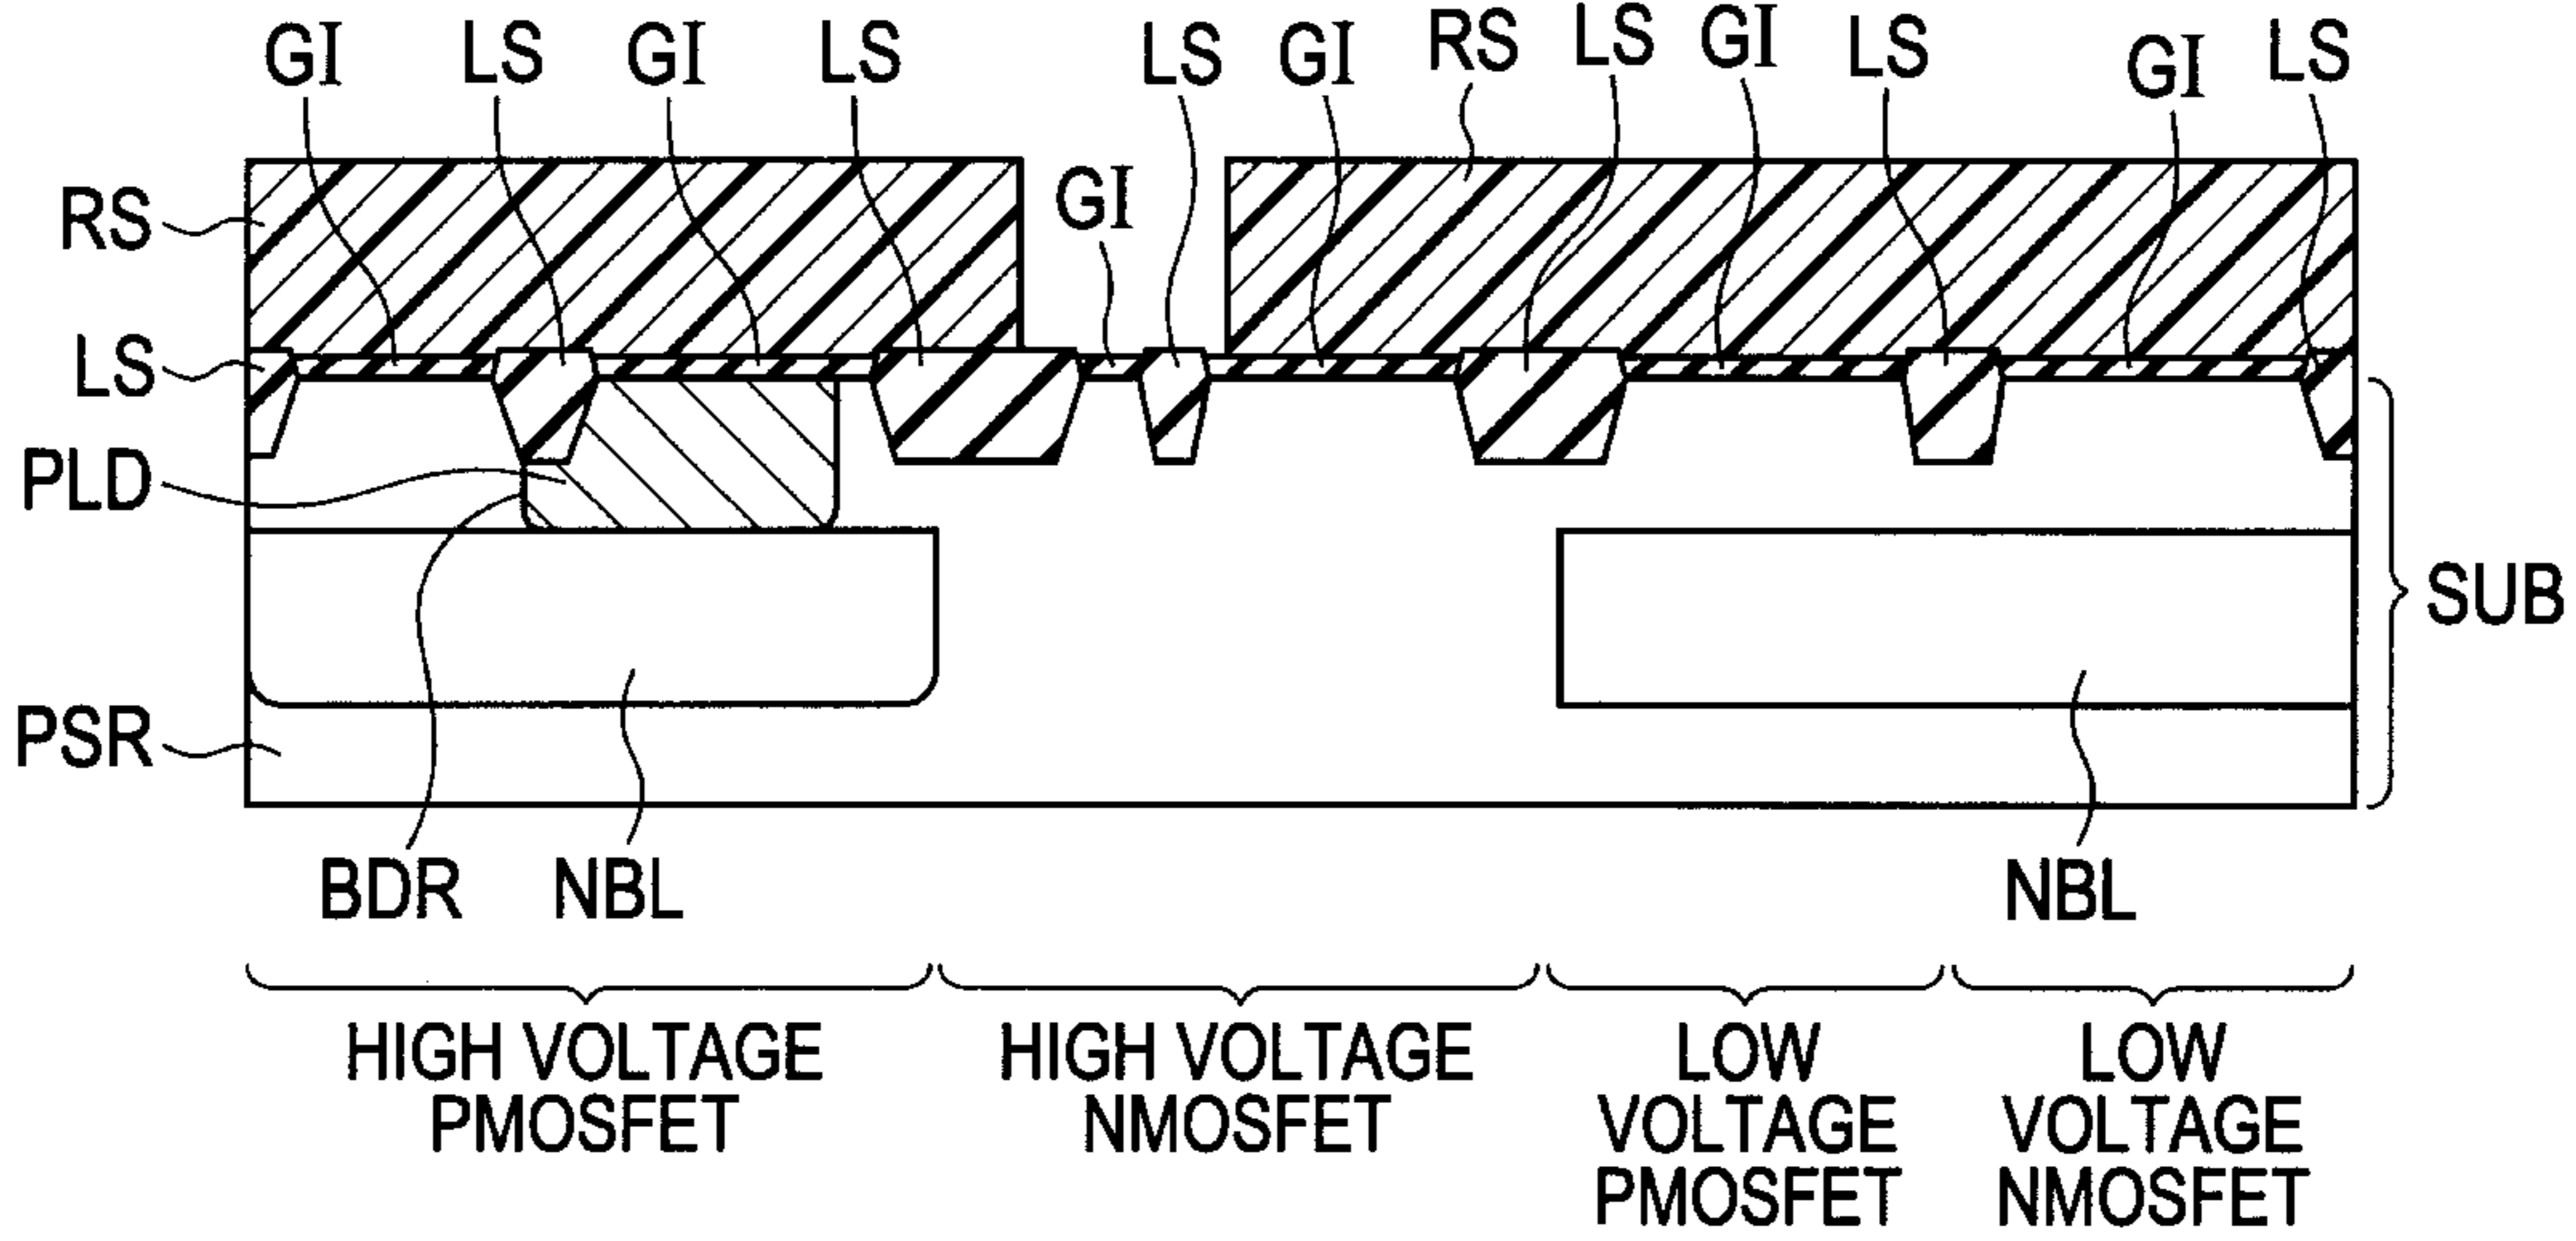 GI LS GI LS LS GI RS LS GI LS GI LS
GI
RS
LS
PLD
SUB
PSR
BDR NBL NBL
HIGH VOLTAGE PMOSFET
HIGH VOLTAGE NMOSFET
LOW VOLTAGE PMOSFET
LOW VOLTAGE NMOSFET